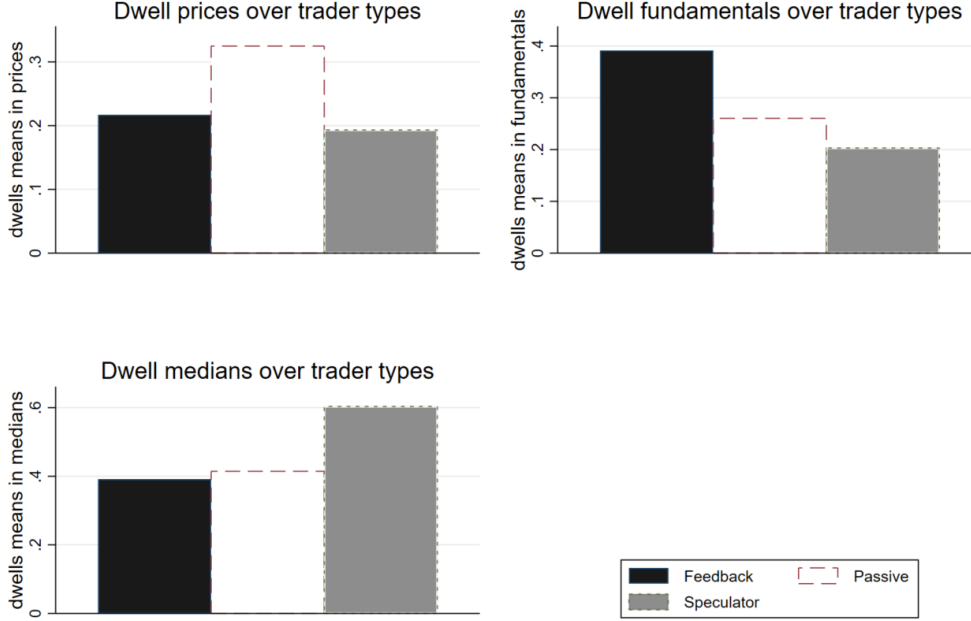 Dwell prices over trader types
dwells means in prices
.3
.2
.1
0
Dwell fundamentals over trader types
dwells means in fundamentals
.4
.3
.2
.1
0
Dwell medians over trader types
dwells means in medians
.6
.4
.2
0
Feedback
Passive
Speculator